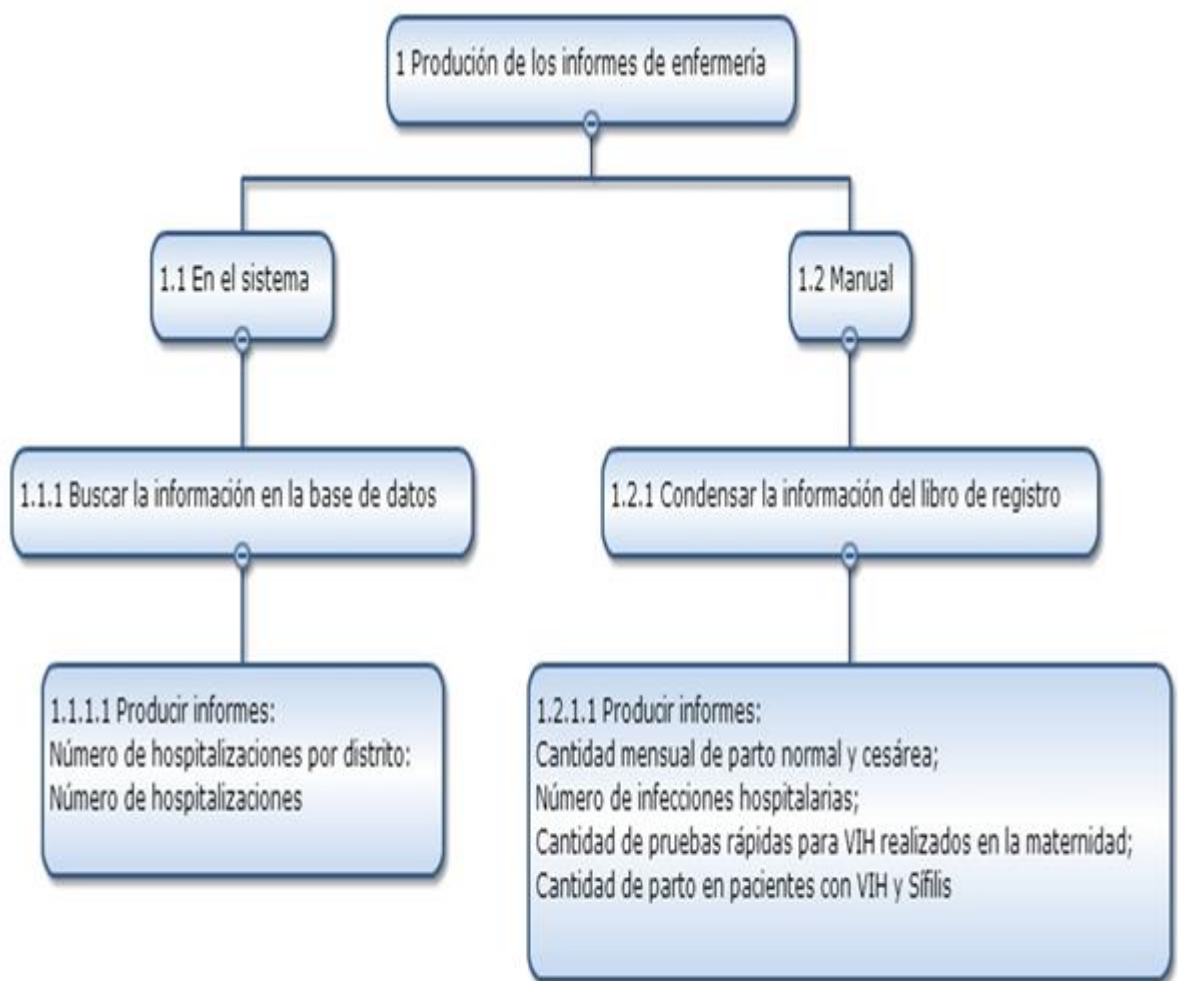 1 Produción de los informes de enfermería
1.1 En el sistema
1.2 Manual
1.1.1 Buscar la información en la base de datos
1.2.1 Condensar la información del libro de registro
1.1.1.1 Producir informes:
Número de hospitalizaciones por distrito:
Número de hospitalizaciones
1.2.1.1 Producir informes:
Cantidad mensual de parto normal y cesárea;
Número de infecciones hospitalarias;
Cantidad de pruebas rápidas para VIH realizados en la maternidad;
Cantidad de parto en pacientes con VIH y Sífilis